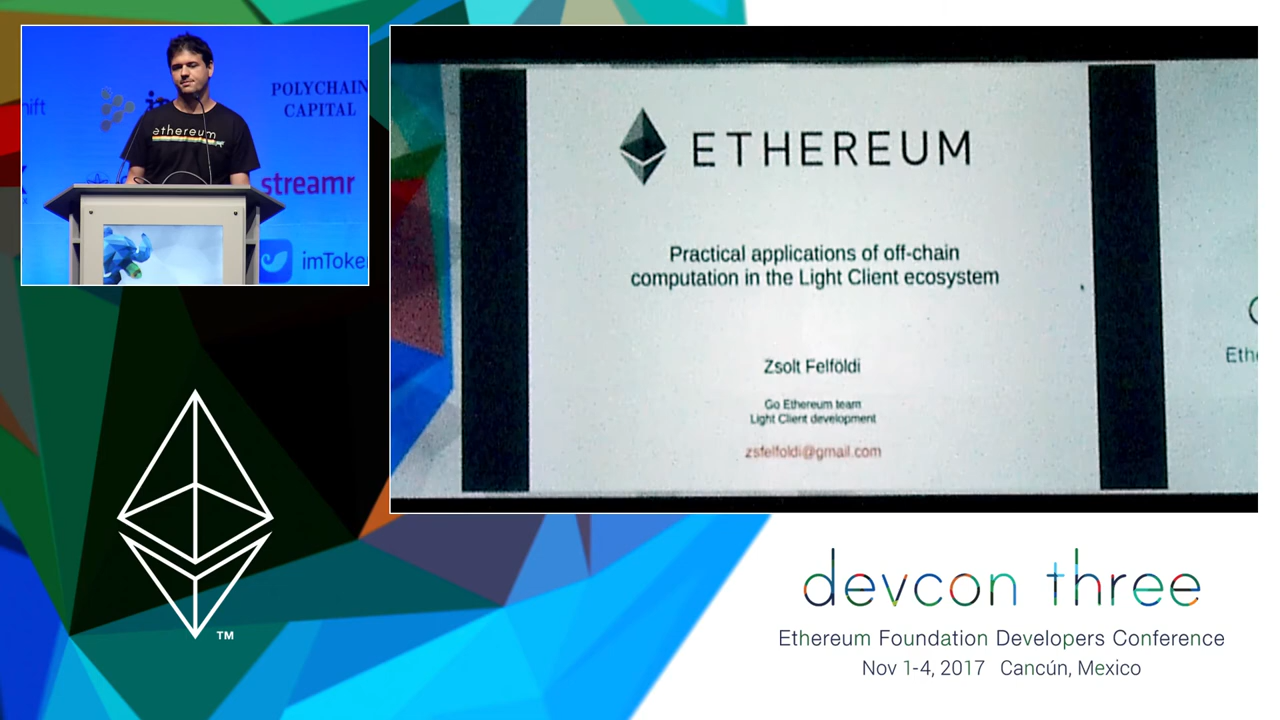 POLYCHAIN
CAPITAL
ethereum
streamr
ETHEREUM
Practical applications of off-chain
computation in the Light Client ecosystem
Zsolt Felföldi
Go Ethereum team
Light Client development
zsfelfoldi@gmail.com
TM
devcon three
Ethereum Foundation Developers Conference
Nov 1-4, 2017 Cancún, Mexico